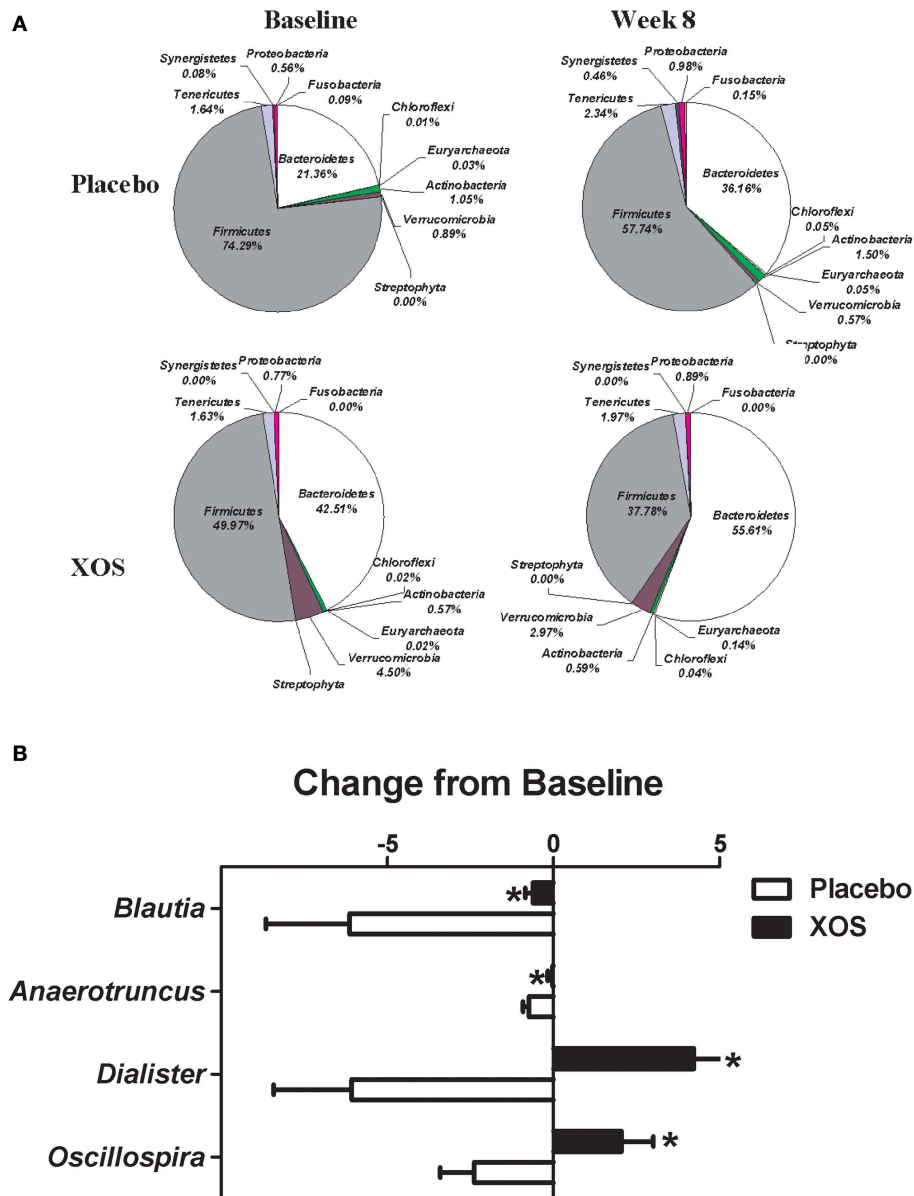 A
Baseline
Week 8
Placebo
Synergistetes
0.08%
Proteobacteria
0.56%
Fusobacteria
0.09%
Tenericutes
1.64%
Chloroflexi
0.01%
Bacteroidetes
21.36%
Euryarchaeota
0.03%
Actinobacteria
1.05%
Verrucomicrobia
0.89%
Firmicutes
74.29%
Streptophyta
0.00%
Synergistetes
0.46%
Proteobacteria
0.98%
Fusobacteria
0.15%
Tenericutes
2.34%
Bacteroidetes
36.16%
Firmicutes
57.74%
Chloroflexi
0.05%
Actinobacteria
1.50%
Euryarchaeota
0.05%
Verrucomicrobia
0.57%
Streptophyta
0.00%
XOS
Synergistetes
0.00%
Proteobacteria
0.77%
Fusobacteria
0.00%
Tenericutes
1.63%
Bacteroidetes
42.51%
Firmicutes
49.97%
Chloroflexi
0.02%
Actinobacteria
0.57%
Euryarchaeota
0.02%
Verrucomicrobia
4.50%
Streptophyta
Synergistetes
0.00%
Proteobacteria
0.89%
Fusobacteria
0.00%
Tenericutes
1.97%
Firmicutes
37.78%
Bacteroidetes
55.61%
Streptophyta
0.00%
Verrucomicrobia
2.97%
Actinobacteria
0.59%
Euryarchaeota
0.14%
Chloroflexi
0.04%
B
Change from Baseline
-5 0 5
Blautia
*
Anaerotruncus
*
Dialister
*
Oscillospira
*
Placebo
XOS